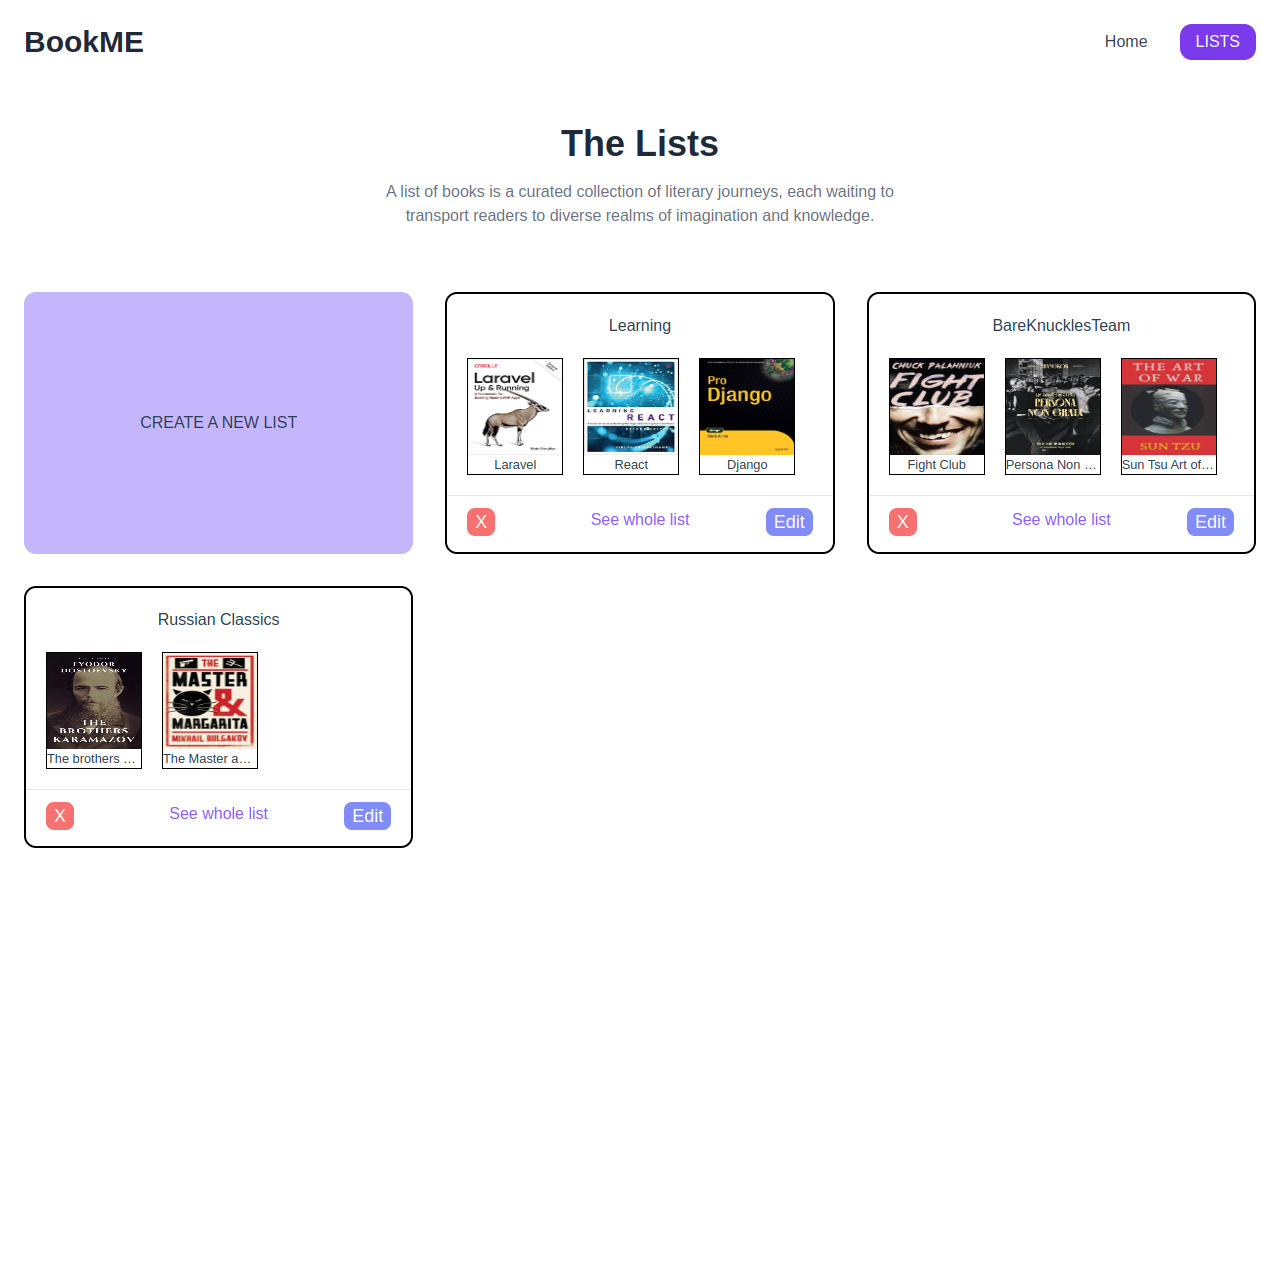 BookME
Home
LISTS
The Lists
A list of books is a curated collection of literary journeys, each waiting to
transport readers to diverse realms of imagination and knowledge.
CREATE A NEW LIST
Learning
O'REILLY
Laravel
Up & Running
Laravel
LEARNING
REACT
React
Pro
Django
Django
X
See whole list
Edit
BareKnucklesTeam
CHUCK PALAHNIUK
FIGHT
CLUB
Fight Club
PERSONA
NON GRATA
Persona Non ...
THE ART
OF WAR
SUN TZU
Sun Tsu Art of...
X
See whole list
Edit
Russian Classics
FYODOR
DOSTOEVSKY
THE
BROTHERS
KARAMAZOV
The brothers ...
THE
MASTER
&
MARGARITA
MIKHAIL BULGAKOV
The Master a...
X
See whole list
Edit